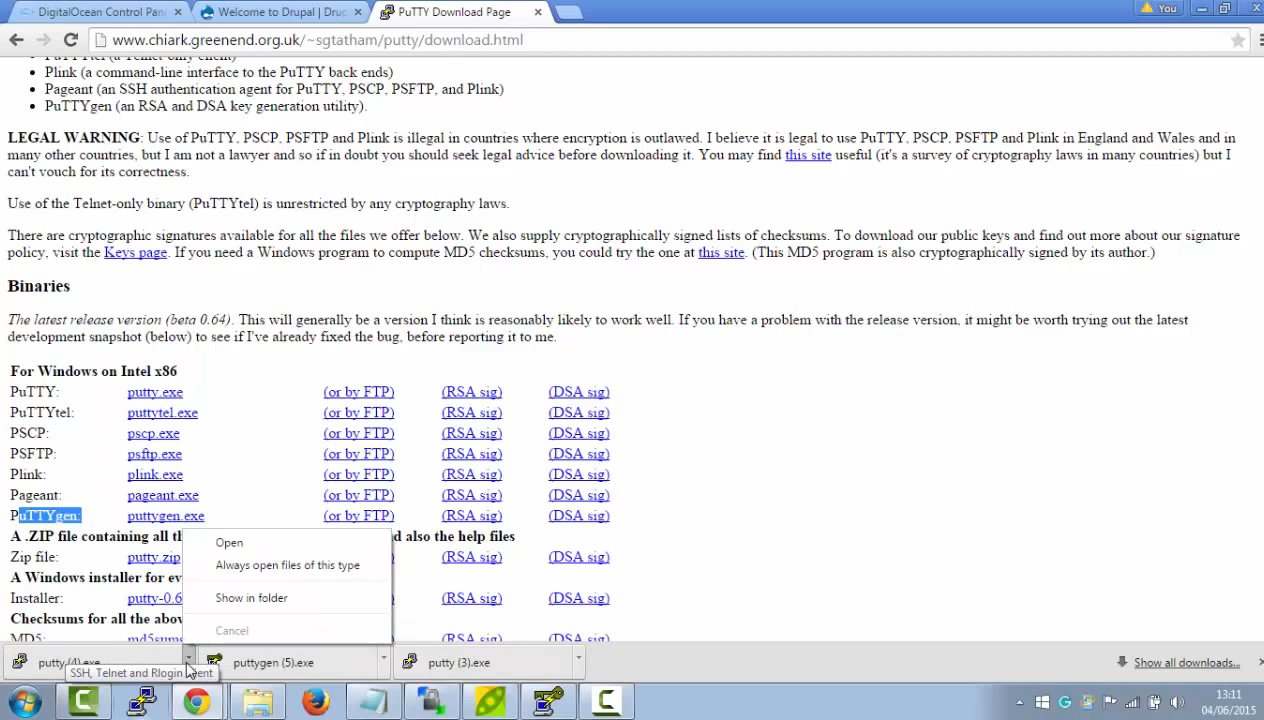 DigitalOcean Control Pan
Welcome to Drupal | Drup
PuTTY Download Page
You
www.chiark.greenend.org.uk/~sgtatham/putty/download.html
PuTTYtel (a Telnet-only client)
Plink (a command-line interface to the PuTTY back ends)
Pageant (an SSH authentication agent for PuTTY, PSCP, PSFTP, and Plink)
PuTTYgen (an RSA and DSA key generation utility).
LEGAL WARNING: Use of PuTTY, PSCP, PSFTP and Plink is illegal in countries where encryption is outlawed. I believe it is legal to use PuTTY, PSCP, PSFTP and Plink in England and Wales and in
many other countries, but I am not a lawyer and so if in doubt you should seek legal advice before downloading it. You may find this site useful (it's a survey of cryptography laws in many countries) but I
can't vouch for its correctness.
Use of the Telnet-only binary (PuTTYtel) is unrestricted by any cryptography laws.
There are cryptographic signatures available for all the files we offer below. We also supply cryptographically signed lists of checksums. To download our public keys and find out more about our signature
policy, visit the Keys page. If you need a Windows program to compute MD5 checksums, you could try the one at this site. (This MD5 program is also cryptographically signed by its author.)
Binaries
The latest release version (beta 0.64). This will generally be a version I think is reasonably likely to work well. If you have a problem with the release version, it might be worth trying out the latest
development snapshot (below) to see if I've already fixed the bug, before reporting it to me.
For Windows on Intel x86
PuTTY: putty.exe (or by FTP) (RSA sig) (DSA sig)
PuTTYtel: puttytel.exe (or by FTP) (RSA sig) (DSA sig)
PSCP: pscp.exe (or by FTP) (RSA sig) (DSA sig)
PSFTP: psftp.exe (or by FTP) (RSA sig) (DSA sig)
Plink: plink.exe (or by FTP) (RSA sig) (DSA sig)
Pageant: pageant.exe (or by FTP) (RSA sig) (DSA sig)
PuTTYgen: puttygen.exe (or by FTP) (RSA sig) (DSA sig)
A .ZIP file containing all th d also the help files
Zip file: putty.zip (RSA sig) (DSA sig)
A Windows installer for ev
Installer: putty-0.6 (RSA sig) (DSA sig)
Checksums for all the abov
MD5: md5sums (RSA sig) (DSA sig)
Open
Always open files of this type
Show in folder
Cancel
putty (4).exe
puttygen (5).exe
putty (3).exe
Show all downloads...
SSH, Telnet and Rlogin client
13:11
04/06/2015